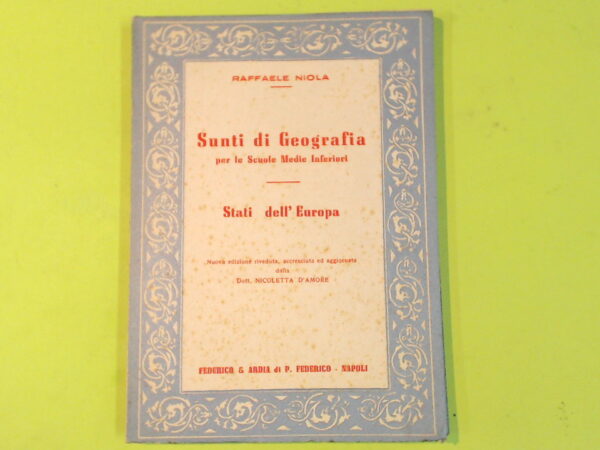 RAFFAELE NIOLA
Sunti di Geografia
per le Scuole Medie Inferiori
Stati dell'Europa
Nuova edizione riveduta, accresciuta ed aggiornata
dalla
Dott. NICOLETTA D'AMORE
FEDERICO & ARDIA di P. FEDERICO - NAPOLI